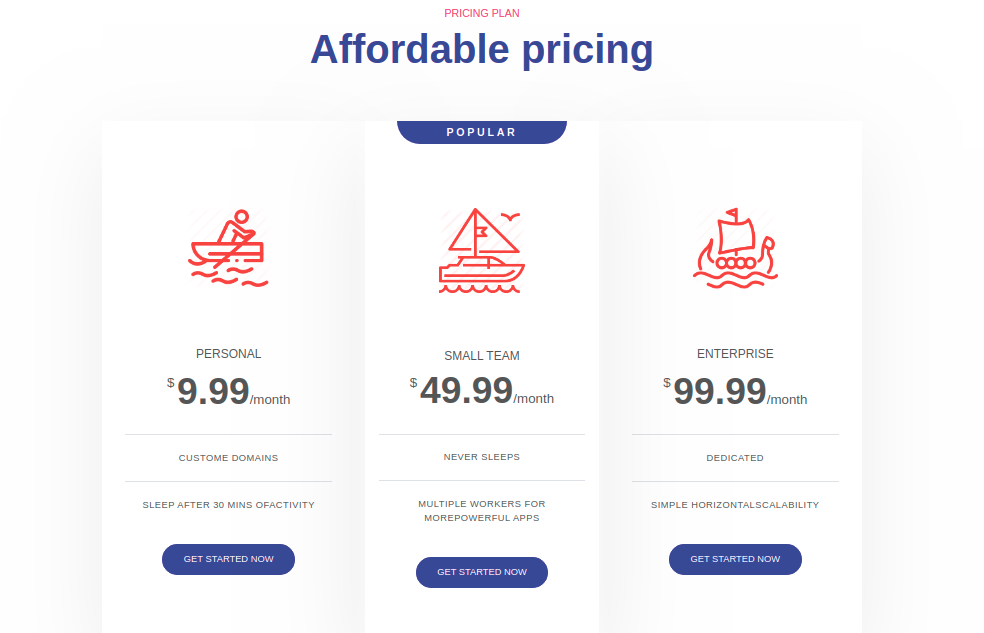 PRICING PLAN
Affordable pricing
POPULAR
PERSONAL
$9.99/month
CUSTOME DOMAINS
SLEEP AFTER 30 MINS OFACTIVITY
GET STARTED NOW
SMALL TEAM
$49.99/month
NEVER SLEEPS
MULTIPLE WORKERS FOR
MOREPOWERFUL APPS
GET STARTED NOW
ENTERPRISE
$99.99/month
DEDICATED
SIMPLE HORIZONTALSCALABILITY
GET STARTED NOW